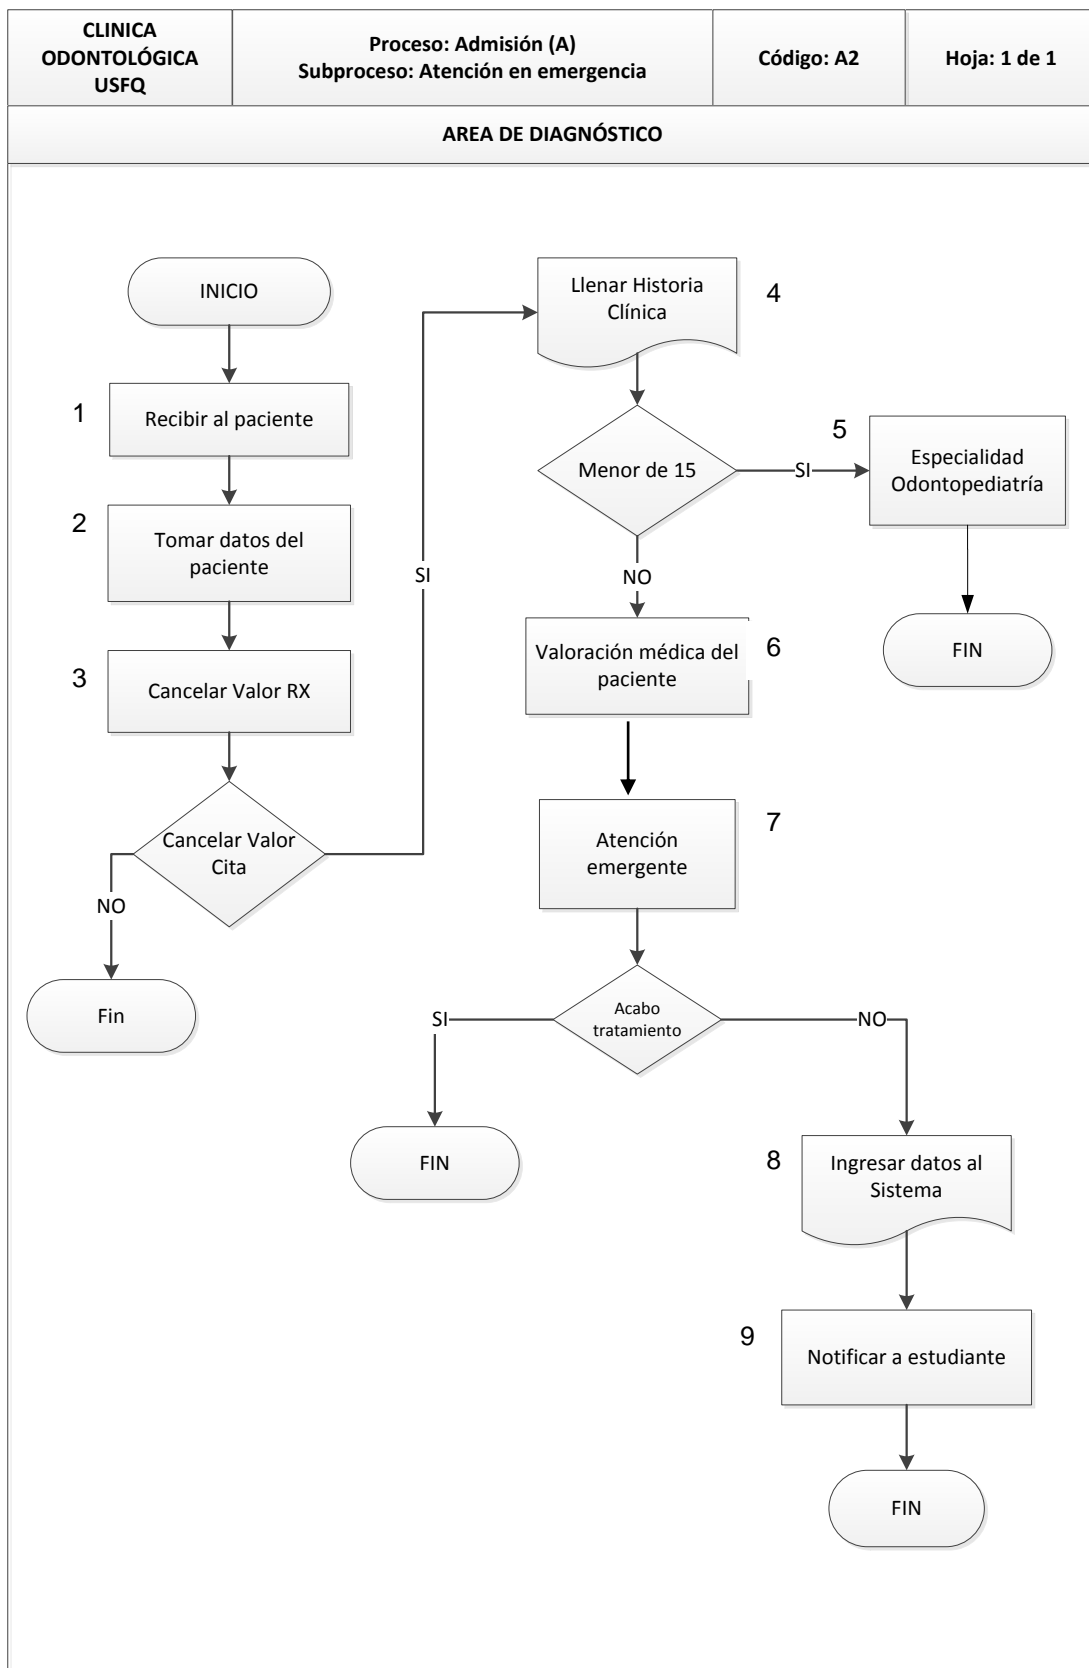 CLINICA
ODONTOLÓGICA
USFQ
Proceso: Admisión (A)
Subproceso: Atención en emergencia
Código: A2
Hoja: 1 de 1
AREA DE DIAGNÓSTICO
INICIO
1
Recibir al paciente
2
Tomar datos del
paciente
3
Cancelar Valor RX
Cancelar Valor
Cita
NO
Fin
SI
Llenar Historia
Clínica
4
Menor de 15
SI
5
Especialidad
Odontopediatría
FIN
NO
Valoración médica del
paciente
6
Atención
emergente
7
Acabo
tratamiento
SI
FIN
NO
8
Ingresar datos al
Sistema
9
Notificar a estudiante
FIN